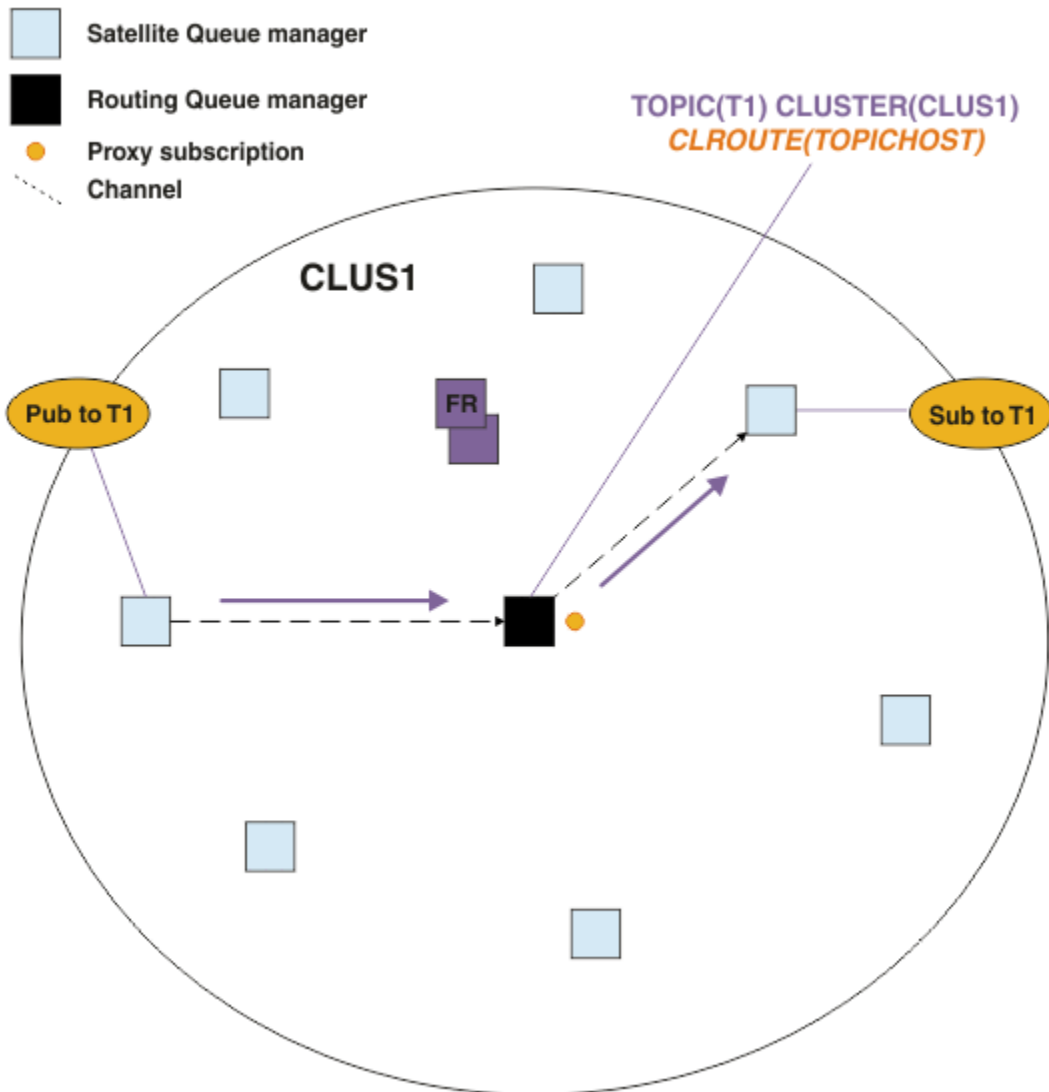 Satellite Queue manager
Routing Queue manager
Proxy subscription
Channel
TOPIC(T1) CLUSTER(CLUS1)
CLROUTE(TOPICHOST)
CLUS1
FR
Pub to T1
Sub to T1